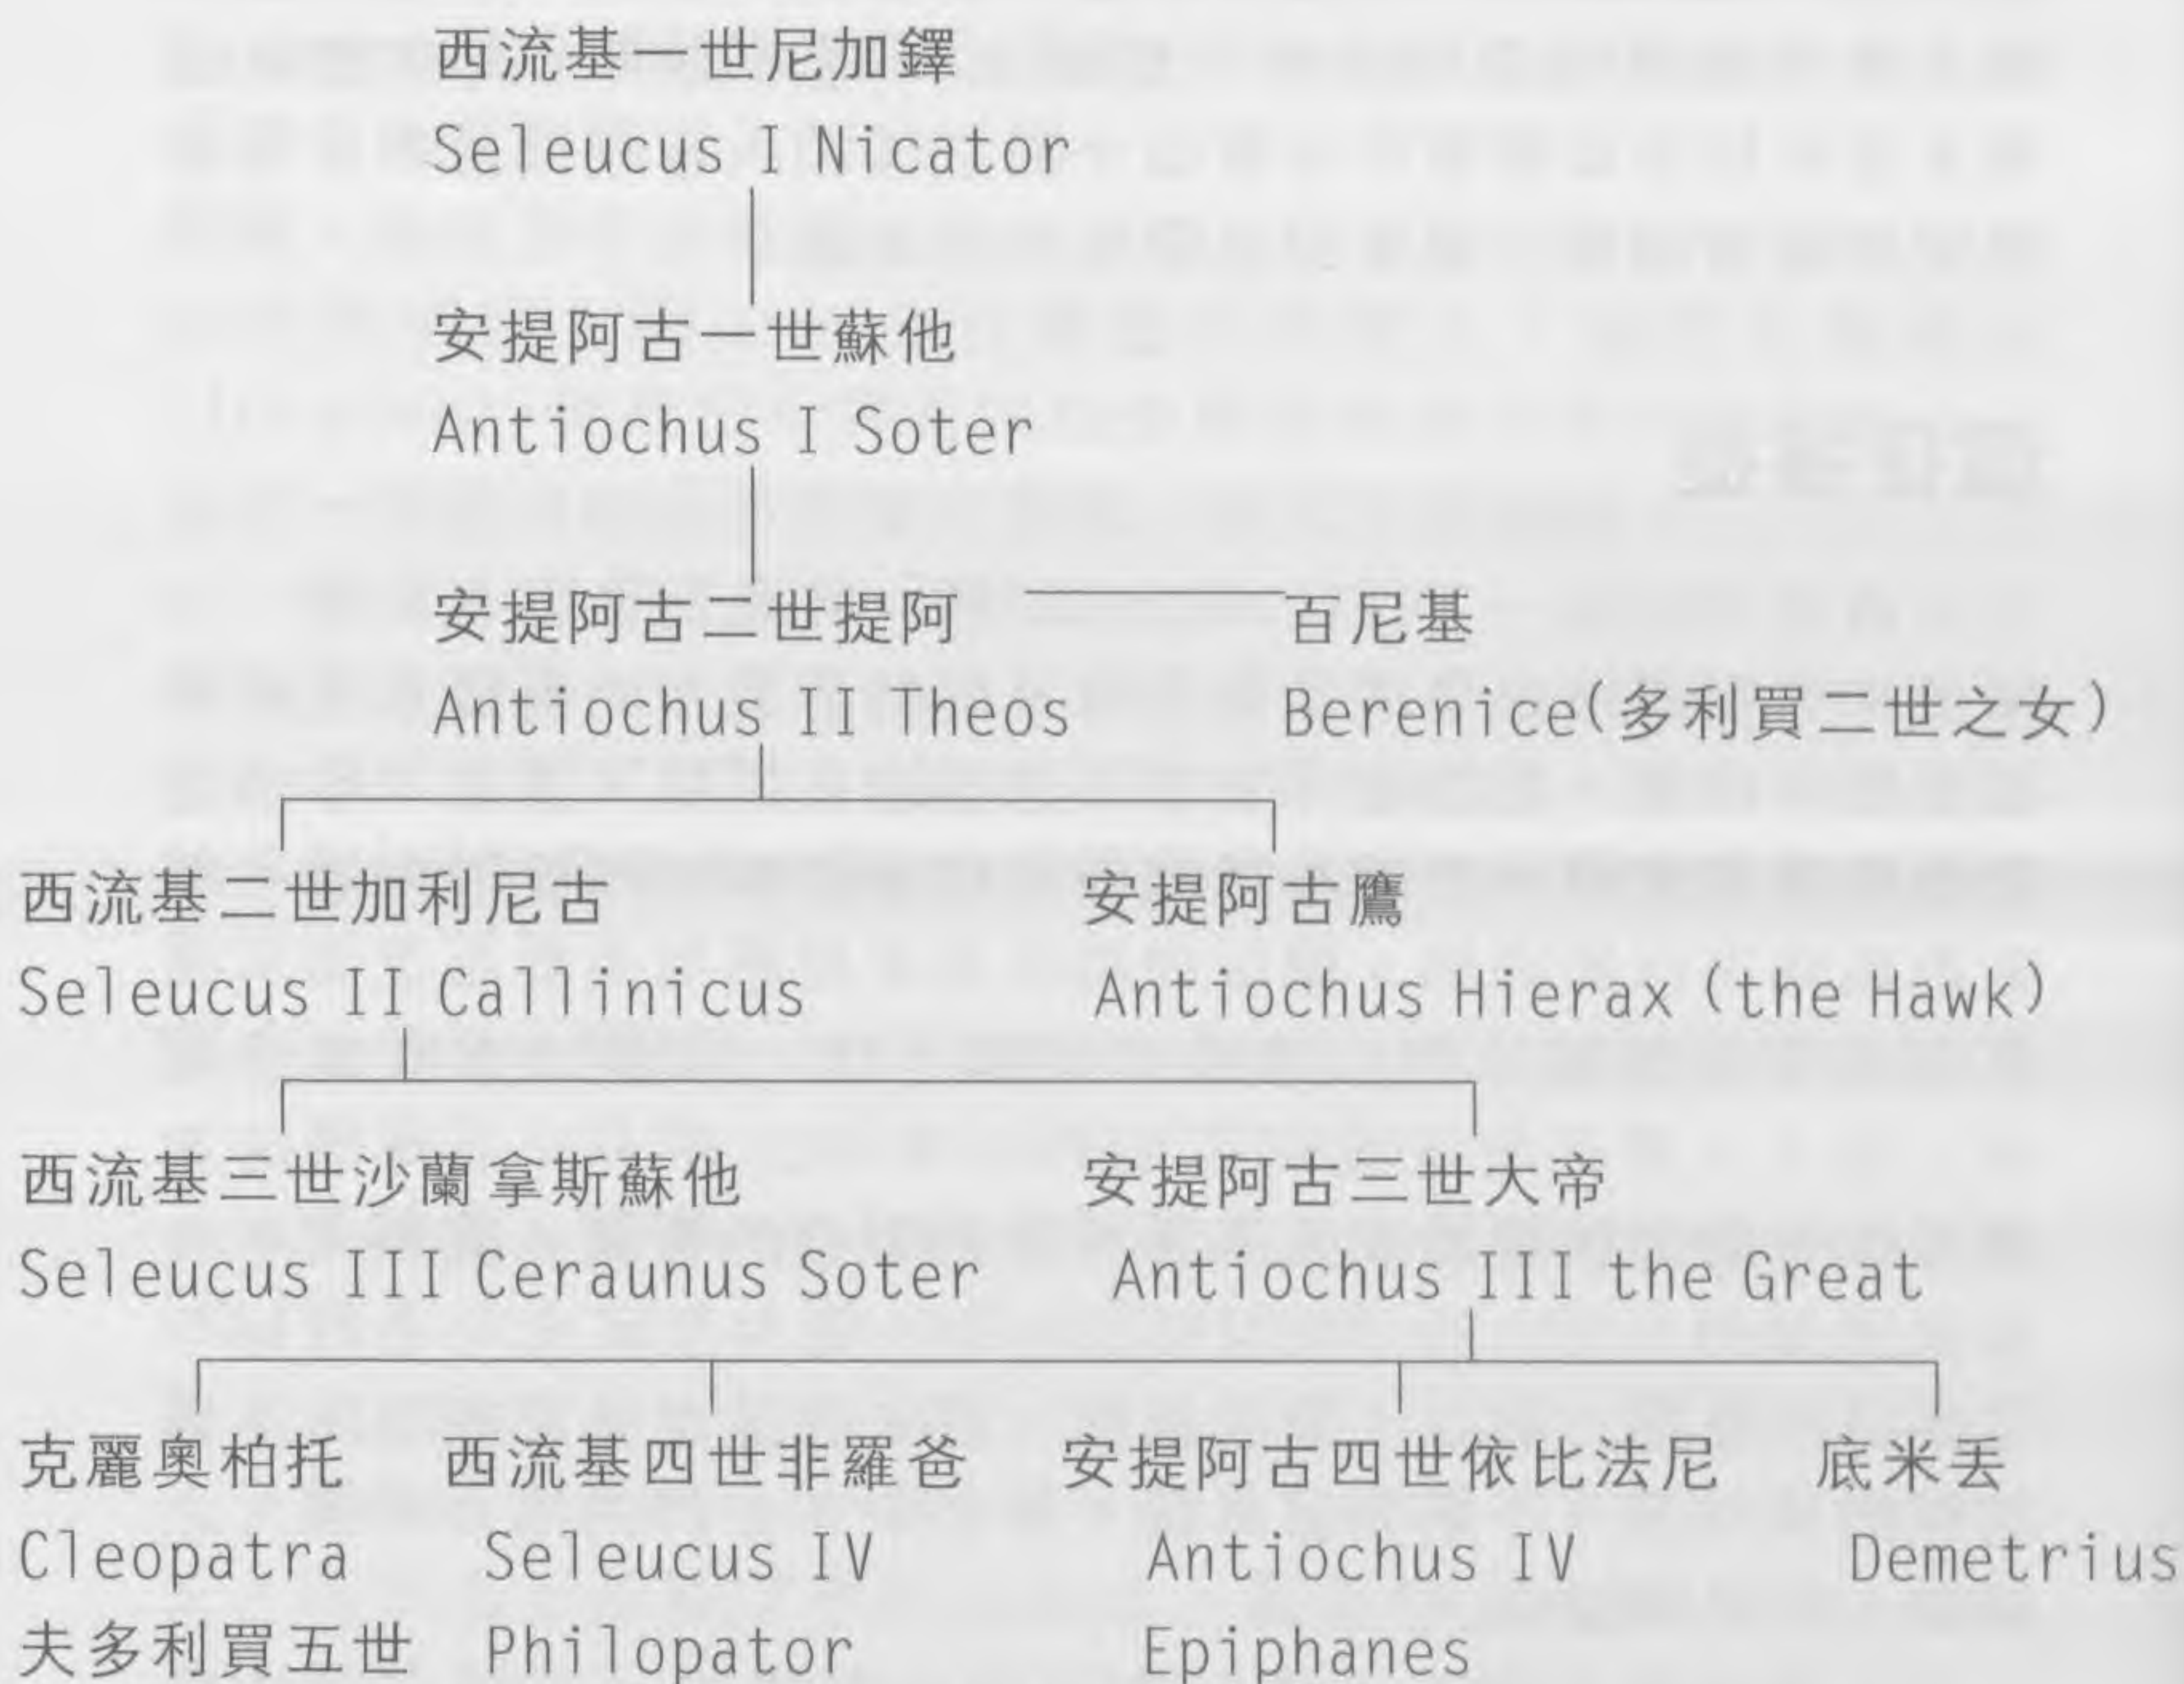 西流基一世尼加鐸
Seleucus I Nicator
安提阿古一世蘇他
Antiochus I Soter
安提阿古二世提阿 百尼基
Antiochus II Theos Berenice(多利買二世之女)
西流基二世加利尼古 安提阿古鷹
Seleucus II Callinicus Antiochus Hierax (the Hawk)
西流基三世沙蘭拿斯蘇他 安提阿古三世大帝
Seleucus III Ceraunus Soter Antiochus III the Great
克麗奧柏托 西流基四世非羅爸 安提阿古四世依比法尼 底米丟
Cleopatra Seleucus IV Antiochus IV Demetrius
夫多利買五世 Philopator Epiphanes